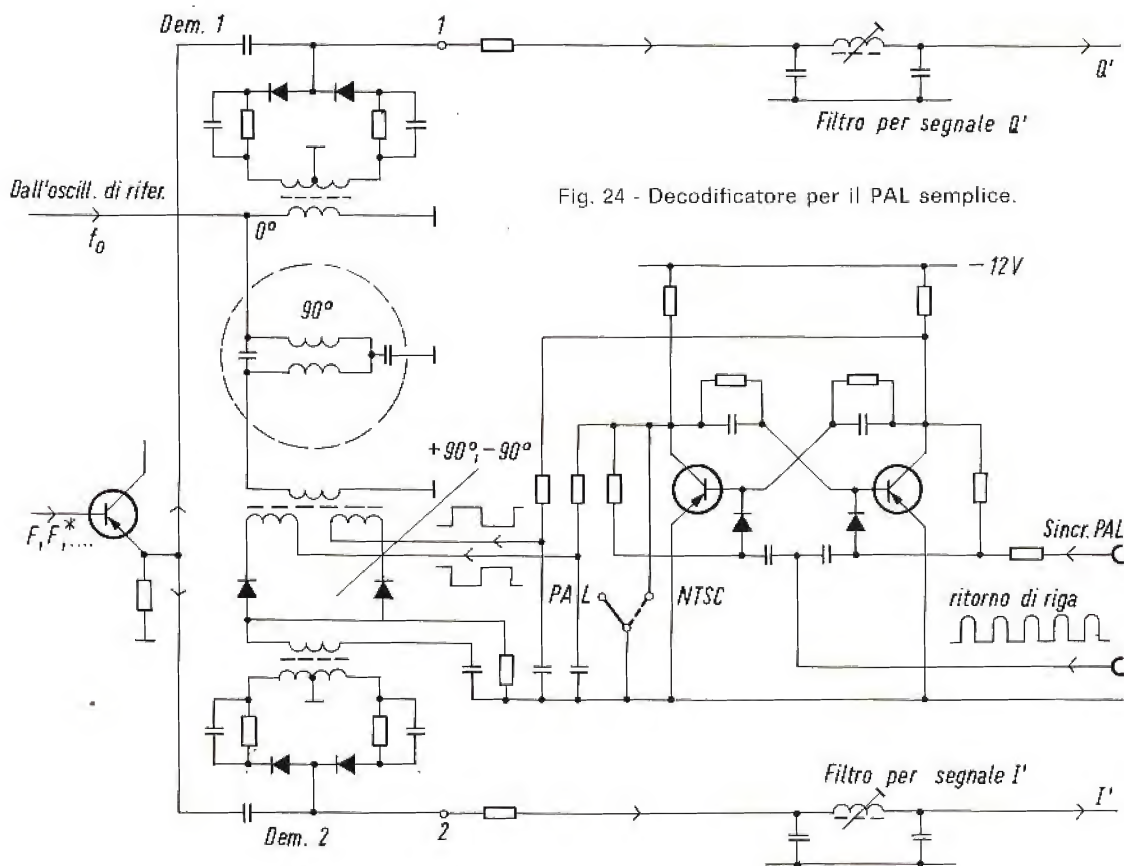 Dem. 1
1
Q'
Filtro per segnale Q'
Dall'oscill. di rifer.
f₀
0°
Fig. 24 - Decodificatore per il PAL semplice.
-12V
90°
+90°, -90°
F, F,* ....
Sincr. PAL
PAL
NTSC
ritorno di riga
Filtro per segnale I'
I'
2
Dem. 2